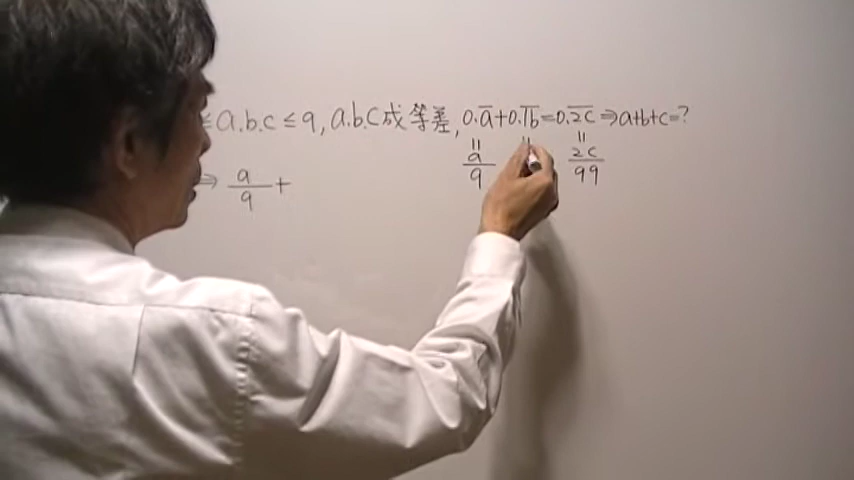 ≤a.b.c≤9, a.b.c成等差, 0.a̅+0.1̅b̅=0.2̅c̅⇒a+b+c=?
= = =
a/9 2c/99
⇒ a/9 +